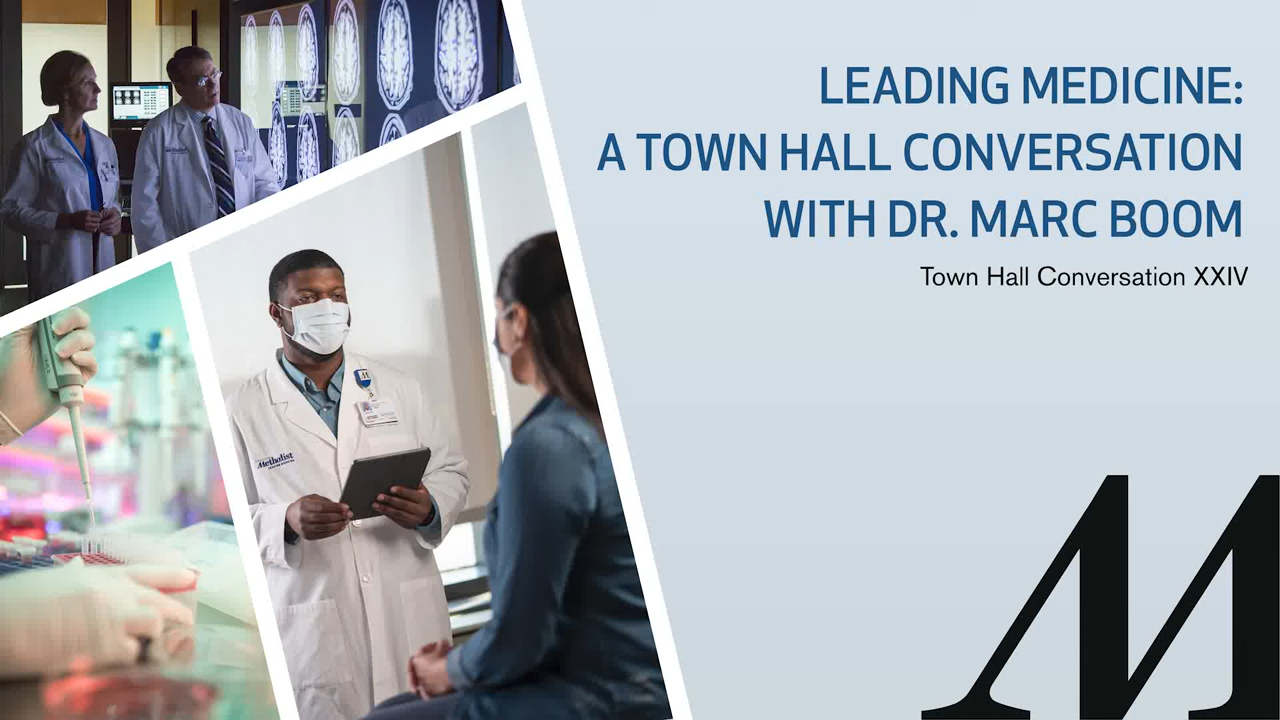 LEADING MEDICINE:
A TOWN HALL CONVERSATION
WITH DR. MARC BOOM
Town Hall Conversation XXIV
Methodist
M